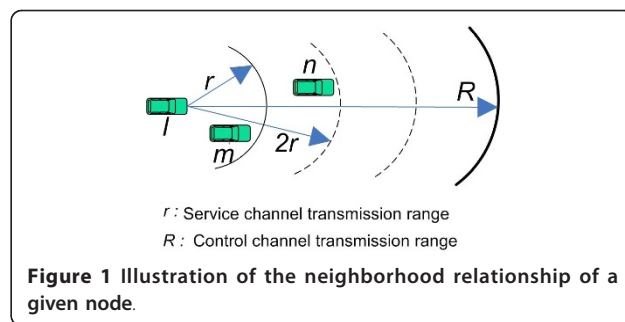 n
r
R
l
m
2r
r : Service channel transmission range
R : Control channel transmission range
Figure 1 Illustration of the neighborhood relationship of a
given node.